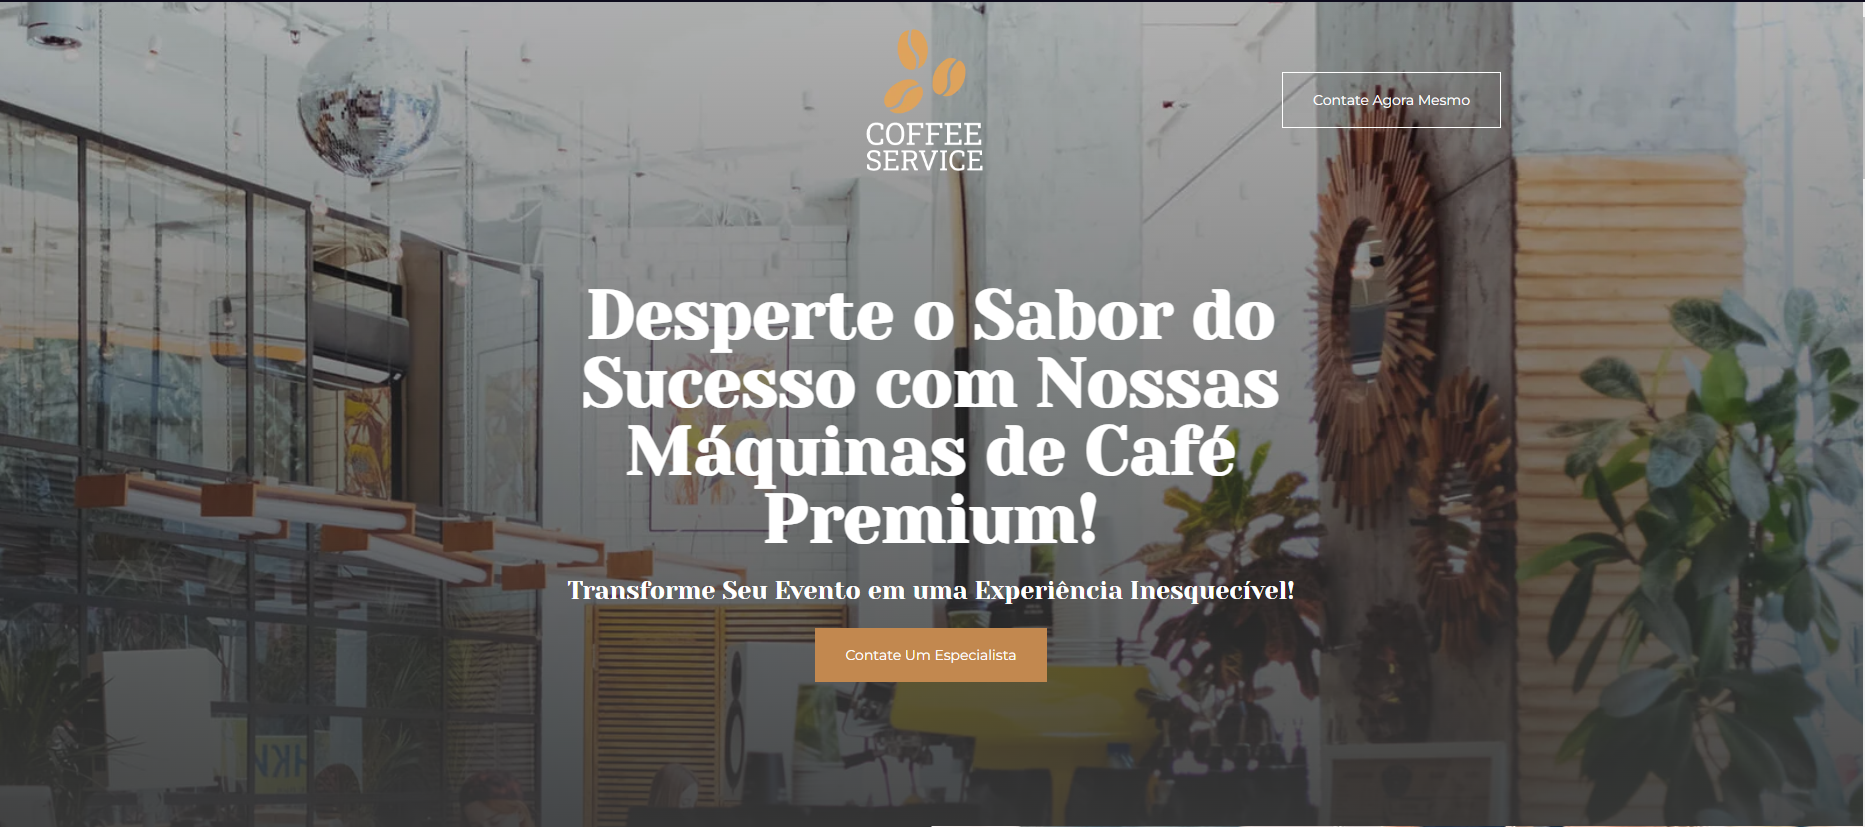 COFFEE
SERVICE
Contate Agora Mesmo
Desperte o Sabor do
Sucesso com Nossas
Máquinas de Café
Premium!
Transforme Seu Evento em uma Experiência Inesquecível!
Contate Um Especialista